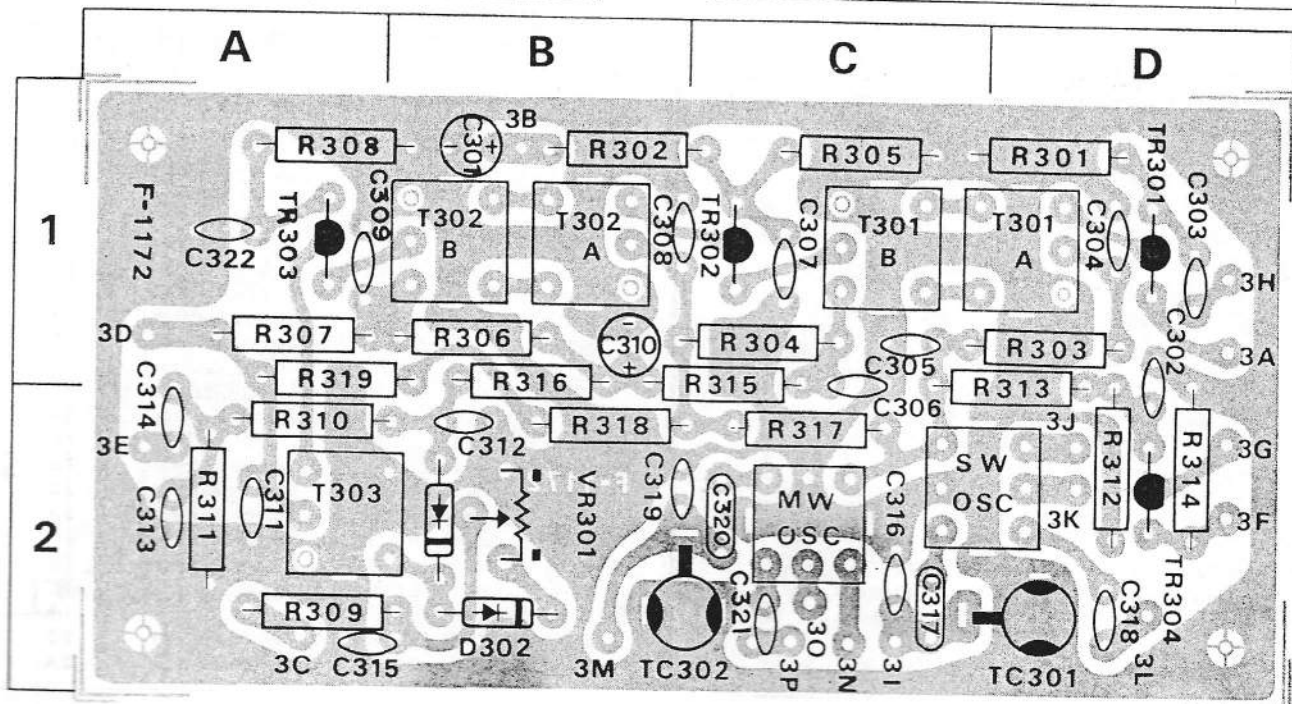 A B C D
1
2
R308
C301
- +
3B
R302
R305
R301
TR301
C303
F-1172
C322
TR303
C309
T302 B
T302 A
C308
TR302
C307
T301 B
T301 A
C304
3H
3D
R307
R306
-
C310
+
R304
C305
R303
C302
3A
R319
R316
R315
C306
R313
C314
R310
C312
R318
R317
3J
3E
R311
C311
T303
VR301
C319
C320
MW OSC
C316
SW OSC
3K
R312
R314
3G
3F
C313
R309
C315
3C
D302
3M
TC302
C321
3P
30
3N
3I
C317
TC301
C318
3L
TR304